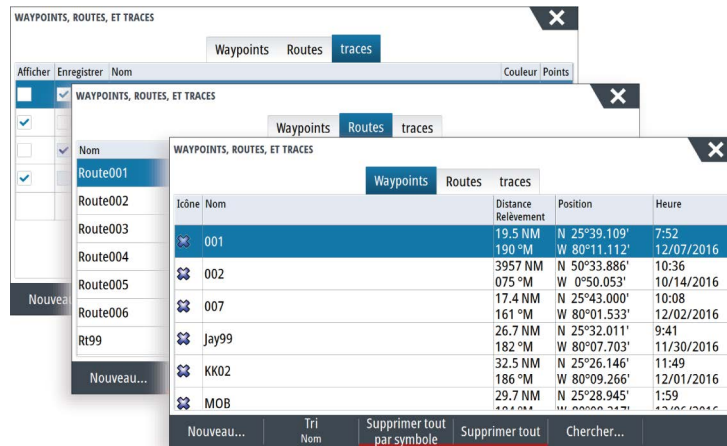 WAYPOINTS, ROUTES, ET TRACES
Waypoints Routes traces
Afficher Enregistrer Nom Couleur Points
Nouveau
WAYPOINTS, ROUTES, ET TRACES
Waypoints Routes traces
Nom
Route001
Route002
Route003
Route004
Route005
Route006
Rt99
Nouveau...
WAYPOINTS, ROUTES, ET TRACES
Waypoints Routes traces
Icône Nom Distance Relèvement Position Heure
001 19.5 NM N 25°39.109' 7:52
190 °M W 80°11.112' 12/07/2016
002 3957 NM N 50°33.886' 10:36
075 °M W 0°50.053' 10/14/2016
007 17.4 NM N 25°43.000' 10:08
161 °M W 80°01.533' 12/02/2016
Jay99 26.7 NM N 25°32.011' 9:41
182 °M W 80°07.703' 11/30/2016
KK02 32.5 NM N 25°26.146' 11:49
186 °M W 80°09.266' 12/01/2016
MOB 29.7 NM N 25°28.945' 1:59
Nouveau... Tri Nom Supprimer tout par symbole Supprimer tout Chercher...